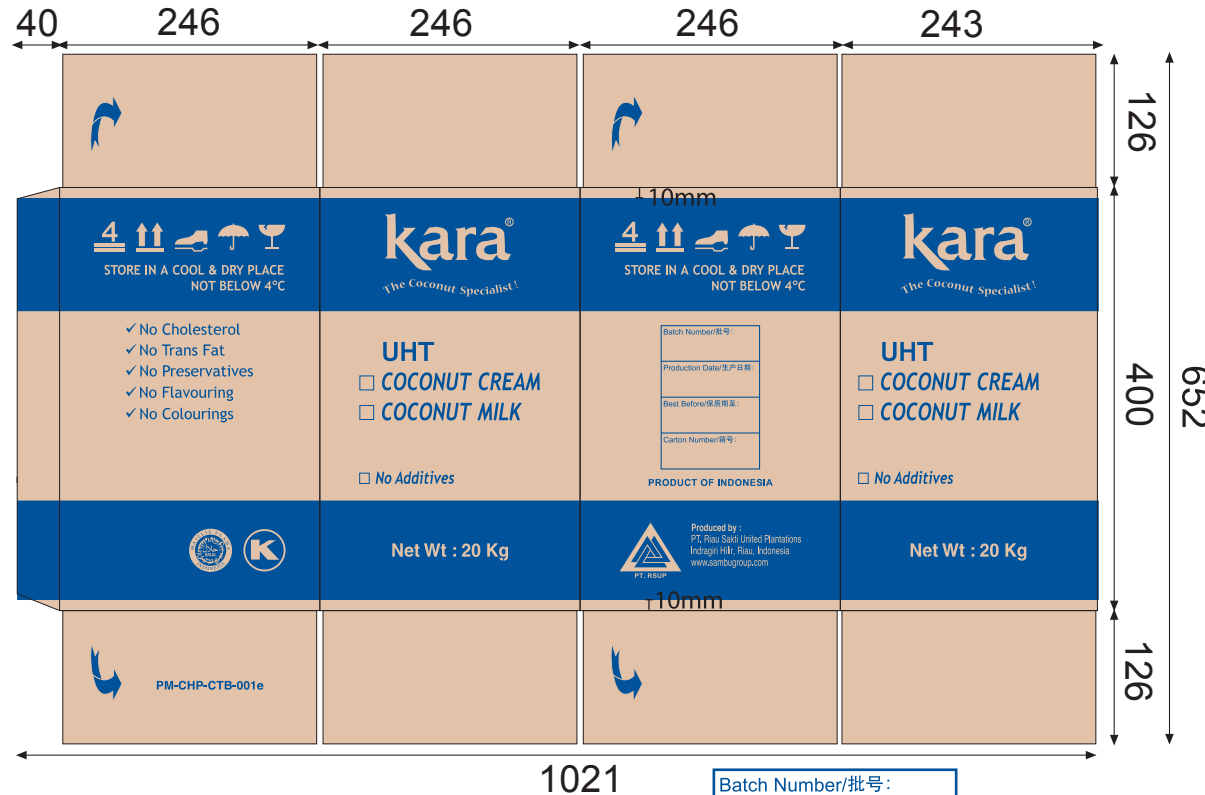 40 246 246 246 243
126
400
126
652
10mm
4
STORE IN A COOL & DRY PLACE
NOT BELOW 4°C
✓ No Cholesterol
✓ No Trans Fat
✓ No Preservatives
✓ No Flavouring
✓ No Colourings
K
PM-CHP-CTB-001e
kara®
The Coconut Specialist!
UHT
□ COCONUT CREAM
□ COCONUT MILK
□ No Additives
Net Wt : 20 Kg
4
STORE IN A COOL & DRY PLACE
NOT BELOW 4°C
Batch Number/批号:
Production Date/生产日期:
Best Before/保质期至:
Carton Number/箱号:
PRODUCT OF INDONESIA
PT. RSUP
Produced by :
PT. Riau Sakti United Plantations
Indragiri Hilir, Riau, Indonesia
www.sambugroup.com
10mm
kara®
The Coconut Specialist!
UHT
□ COCONUT CREAM
□ COCONUT MILK
□ No Additives
Net Wt : 20 Kg
1021
Batch Number/批号: